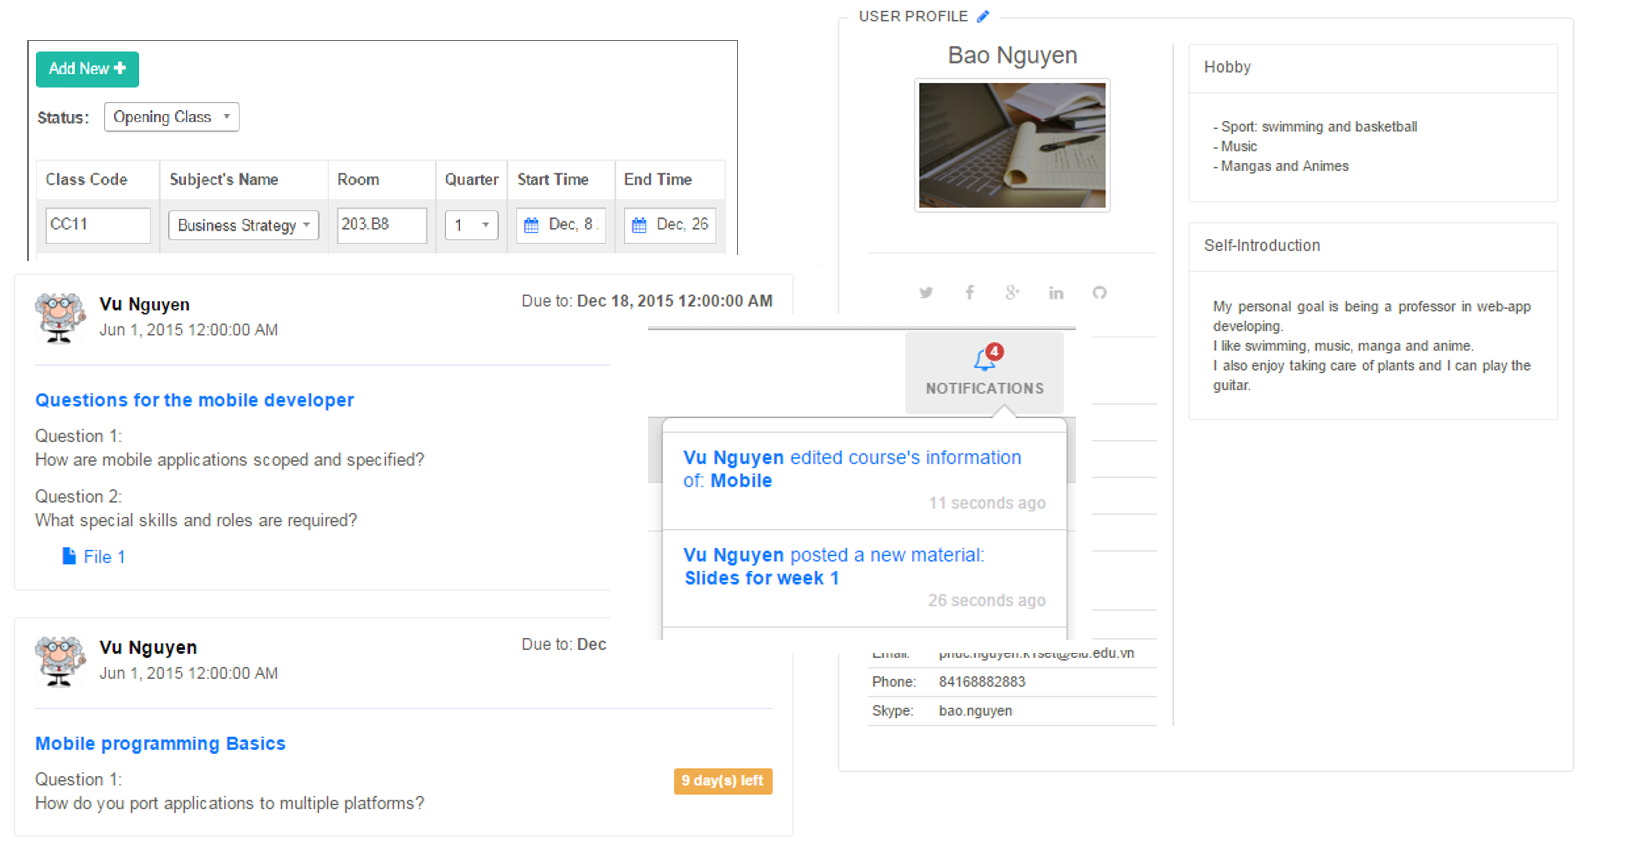 Add New
Status: Opening Class
Class Code Subject's Name Room Quarter Start Time End Time
CC11 Business Strategy 203.B8 1 Dec, 8 Dec, 26
Vu Nguyen
Jun 1, 2015 12:00:00 AM
Due to: Dec 18, 2015 12:00:00 AM
Questions for the mobile developer
Question 1:
How are mobile applications scoped and specified?
Question 2:
What special skills and roles are required?
File 1
Vu Nguyen
Jun 1, 2015 12:00:00 AM
Due to: Dec
Mobile programming Basics
Question 1:
How do you port applications to multiple platforms?
9 day(s) left
4
NOTIFICATIONS
Vu Nguyen edited course's information
of: Mobile
11 seconds ago
Vu Nguyen posted a new material:
Slides for week 1
26 seconds ago
USER PROFILE
Bao Nguyen
Email:
Phone: 84168882883
Skype: bao.nguyen
Hobby
- Sport: swimming and basketball
- Music
- Mangas and Animes
Self-Introduction
My personal goal is being a professor in web-app
developing.
I like swimming, music, manga and anime.
I also enjoy taking care of plants and I can play the
guitar.